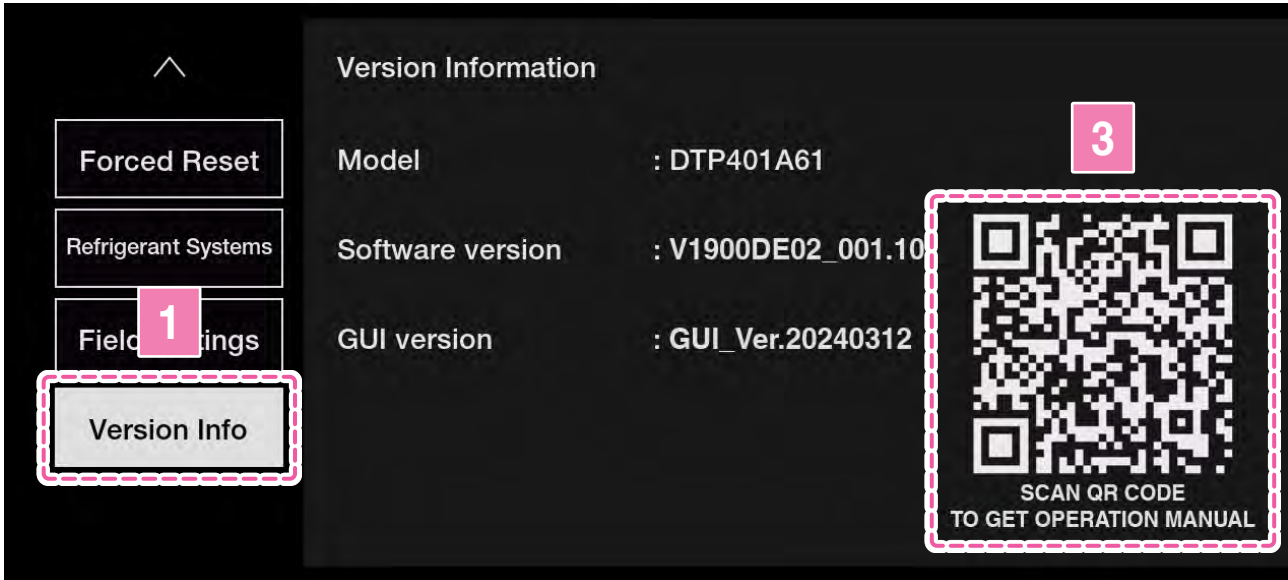 Forced Reset
Refrigerant Systems
1
Version Info
Version Information
Model : DTP401A61
Software version : V1900DE02_001.10
GUI version : GUI_Ver.20240312
3
SCAN QR CODE
TO GET OPERATION MANUAL